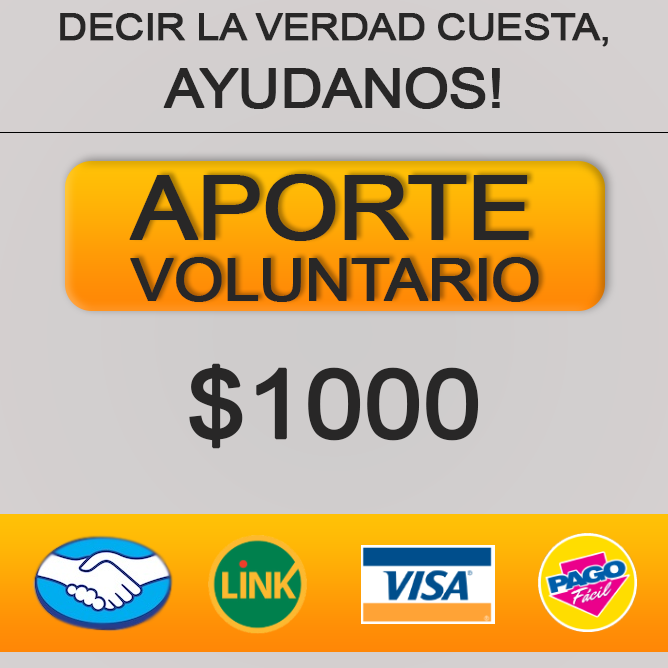 DECIR LA VERDAD CUESTA,
AYUDANOS!
APORTE
VOLUNTARIO
$1000
LINK
VISA
PAGO
Fácil